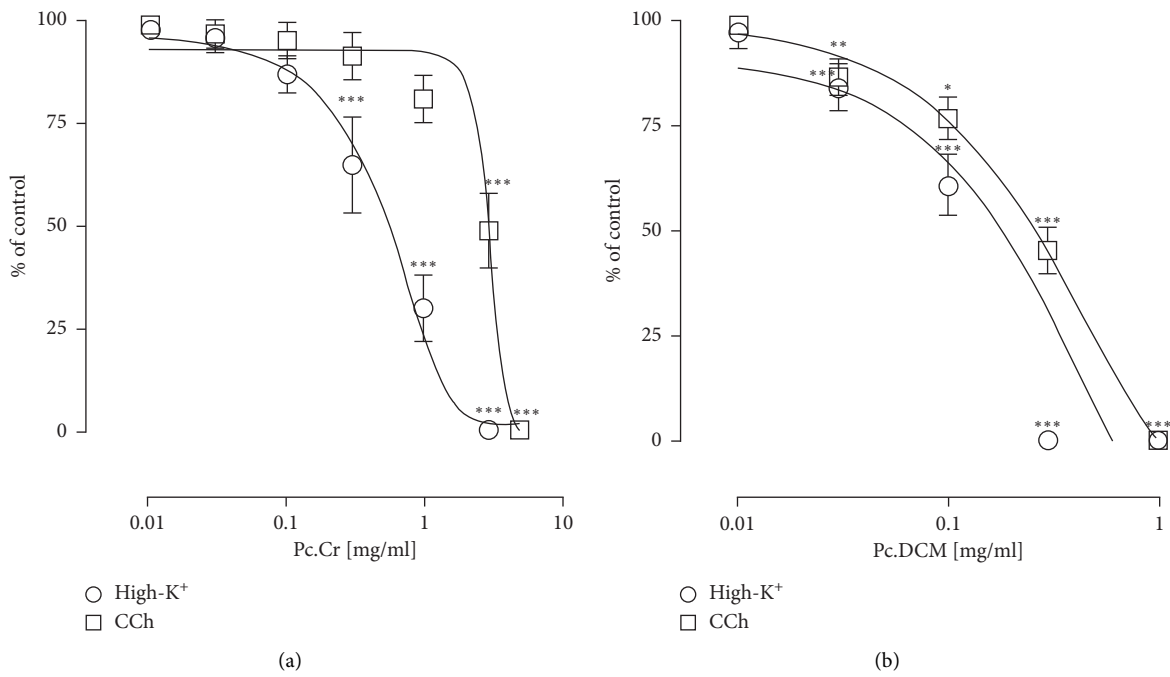 100
75
50
25
0
% of control
***
***
***
***
***
0.01
0.1
1
10
Pc.Cr [mg/ml]
High-K+
CCh
(a)
100
75
50
25
0
% of control
**
***
*
***
***
***
***
0.01
0.1
1
Pc.DCM [mg/ml]
High-K+
CCh
(b)